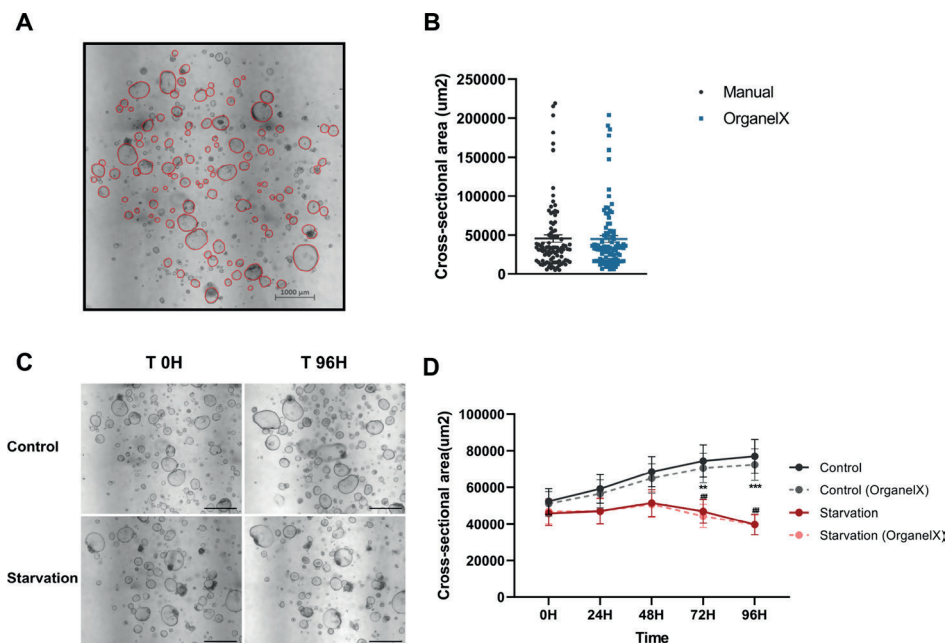 A
1000 μm
B
Cross-sectional area (um2)
250000
200000
150000
100000
50000
0
Manual
OrganelX
C
T 0H
T 96H
Control
Starvation
D
Cross-sectional area(um2)
100000
80000
60000
40000
20000
0
**
##
***
##
0H
24H
48H
72H
96H
Time
Control
Control (OrganelX)
Starvation
Starvation (OrganelX)